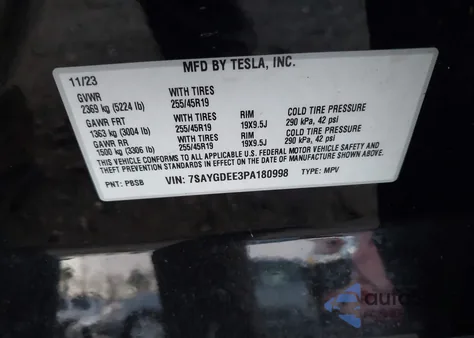 MFD BY TESLA, INC.
11/23
GVWR WITH TIRES
2369 kg (5224 lb) 255/45R19 RIM COLD TIRE PRESSURE
GAWR FRT WITH TIRES 19X9.5J 290 kPa, 42 psi
1363 kg (3004 lb) 255/45R19 RIM COLD TIRE PRESSURE
GAWR RR WITH TIRES 19X9.5J 290 kPa, 42 psi
1500 kg (3306 lb) 255/45R19
THIS VEHICLE CONFORMS TO ALL APPLICABLE U.S. FEDERAL MOTOR VEHICLE SAFETY AND
THEFT PREVENTION STANDARDS IN EFFECT ON THE DATE OF MANUFACTURE SHOWN ABOVE.
PNT: PBSB VIN: 7SAYGDEE3PA180998 TYPE: MPV